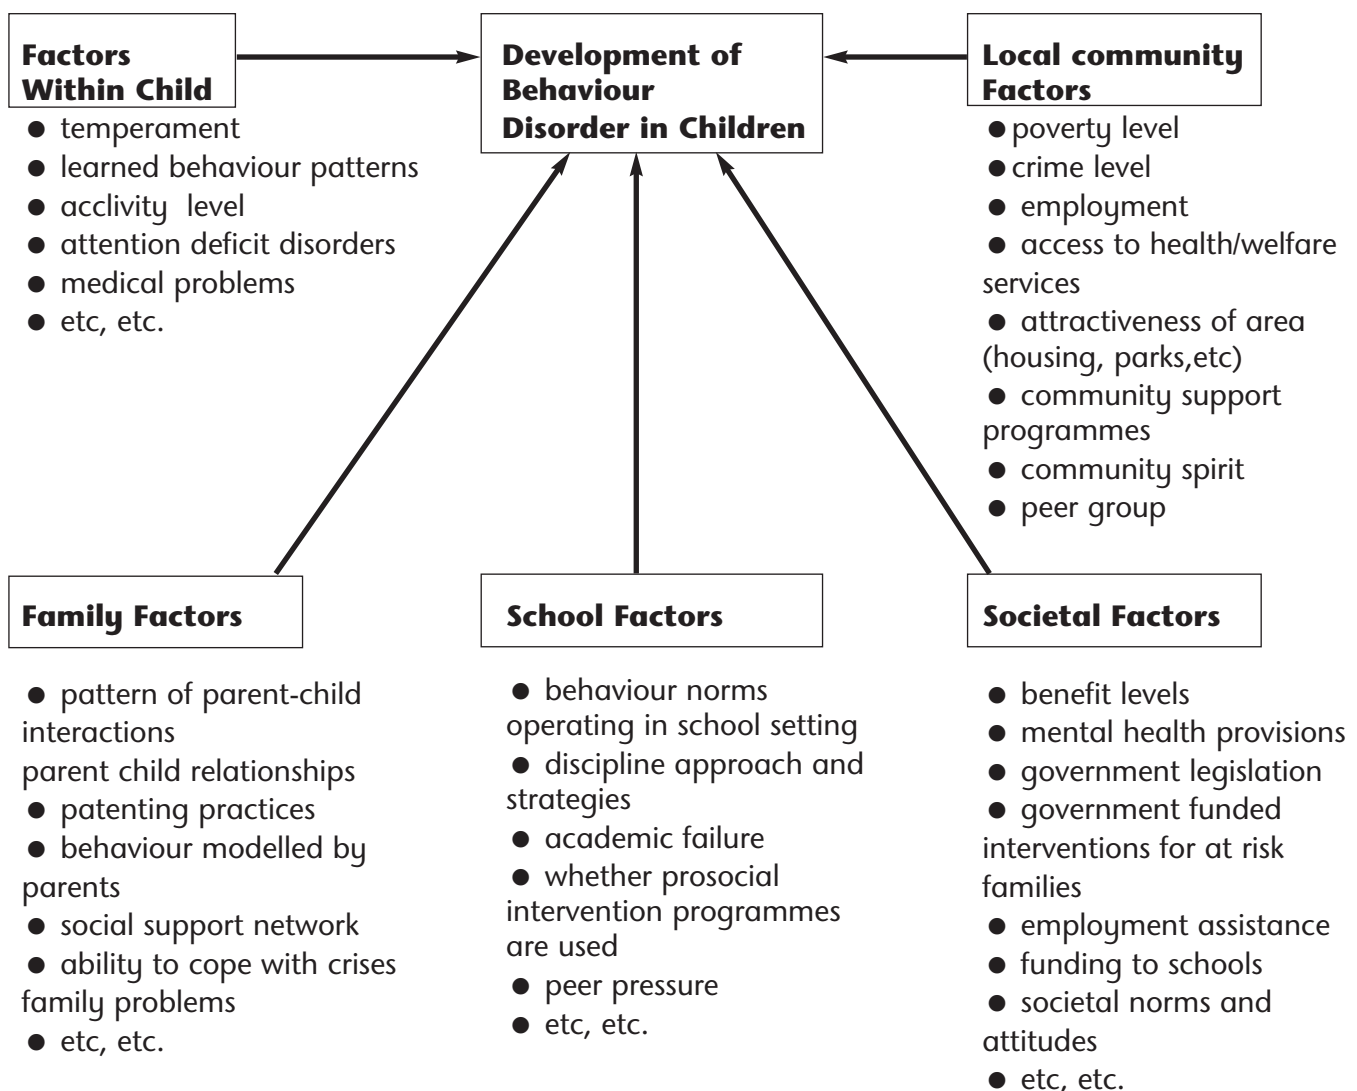 Factors
Within Child
● temperament
● learned behaviour patterns
● acclivity level
● attention deficit disorders
● medical problems
● etc, etc.
Development of
Behaviour
Disorder in Children
Local community
Factors
● poverty level
● crime level
● employment
● access to health/welfare
services
● attractiveness of area
(housing, parks,etc)
● community support
programmes
● community spirit
● peer group
Family Factors
● pattern of parent-child
interactions
parent child relationships
● patenting practices
● behaviour modelled by
parents
● social support network
● ability to cope with crises
family problems
● etc, etc.
School Factors
● behaviour norms
operating in school setting
● discipline approach and
strategies
● academic failure
● whether prosocial
intervention programmes
are used
● peer pressure
● etc, etc.
Societal Factors
● benefit levels
● mental health provisions
● government legislation
● government funded
interventions for at risk
families
● employment assistance
● funding to schools
● societal norms and
attitudes
● etc, etc.